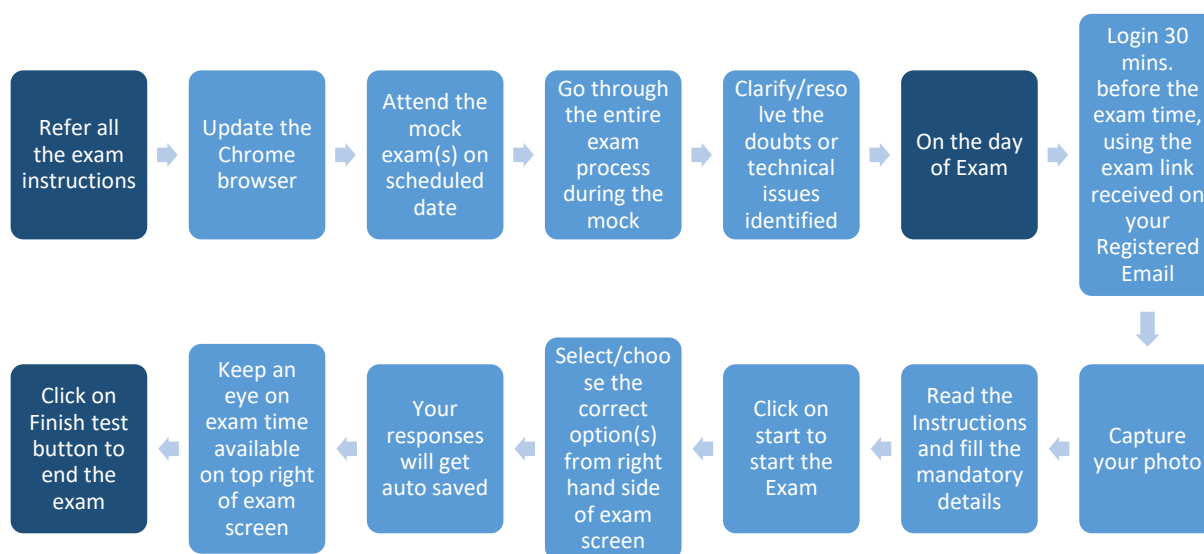 Refer all
the exam
instructions
Update the
Chrome
browser
Attend the
mock
exam(s) on
scheduled
date
Go through
the entire
exam
process
during the
mock
Clarify/reso
lve the
doubts or
technical
issues
identified
On the day
of Exam
Login 30
mins.
before the
exam time,
using the
exam link
received on
your
Registered
Email
Capture
your photo
Read the
Instructions
and fill the
mandatory
details
Click on
start to
start the
Exam
Select/choo
se the
correct
option(s)
from right
hand side
of exam
screen
Your
responses
will get
auto saved
Keep an
eye on
exam time
available
on top right
of exam
screen
Click on
Finish test
button to
end the
exam